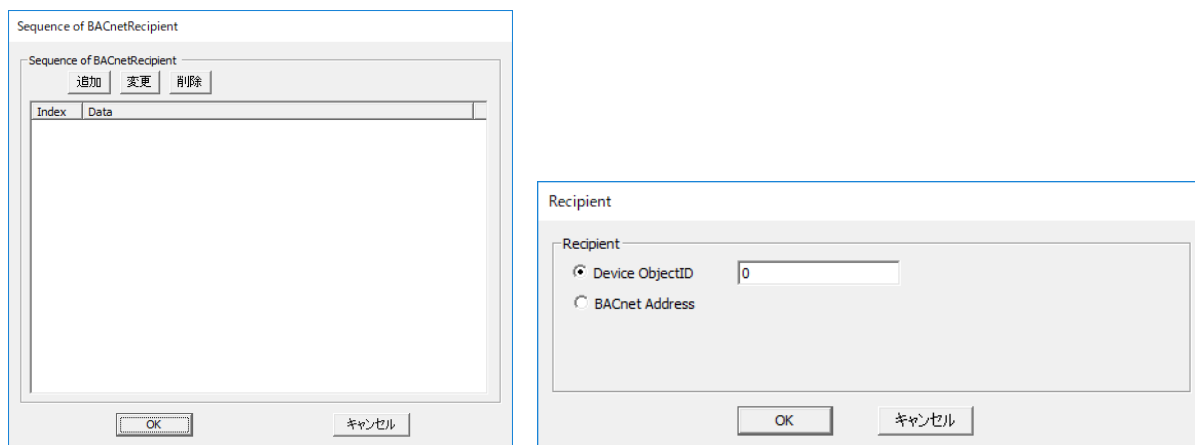 Sequence of BACnetRecipient
Sequence of BACnetRecipient
追加 変更 削除
Index Data
OK キャンセル
Recipient
Recipient
Device ObjectID 0
BACnet Address
OK キャンセル